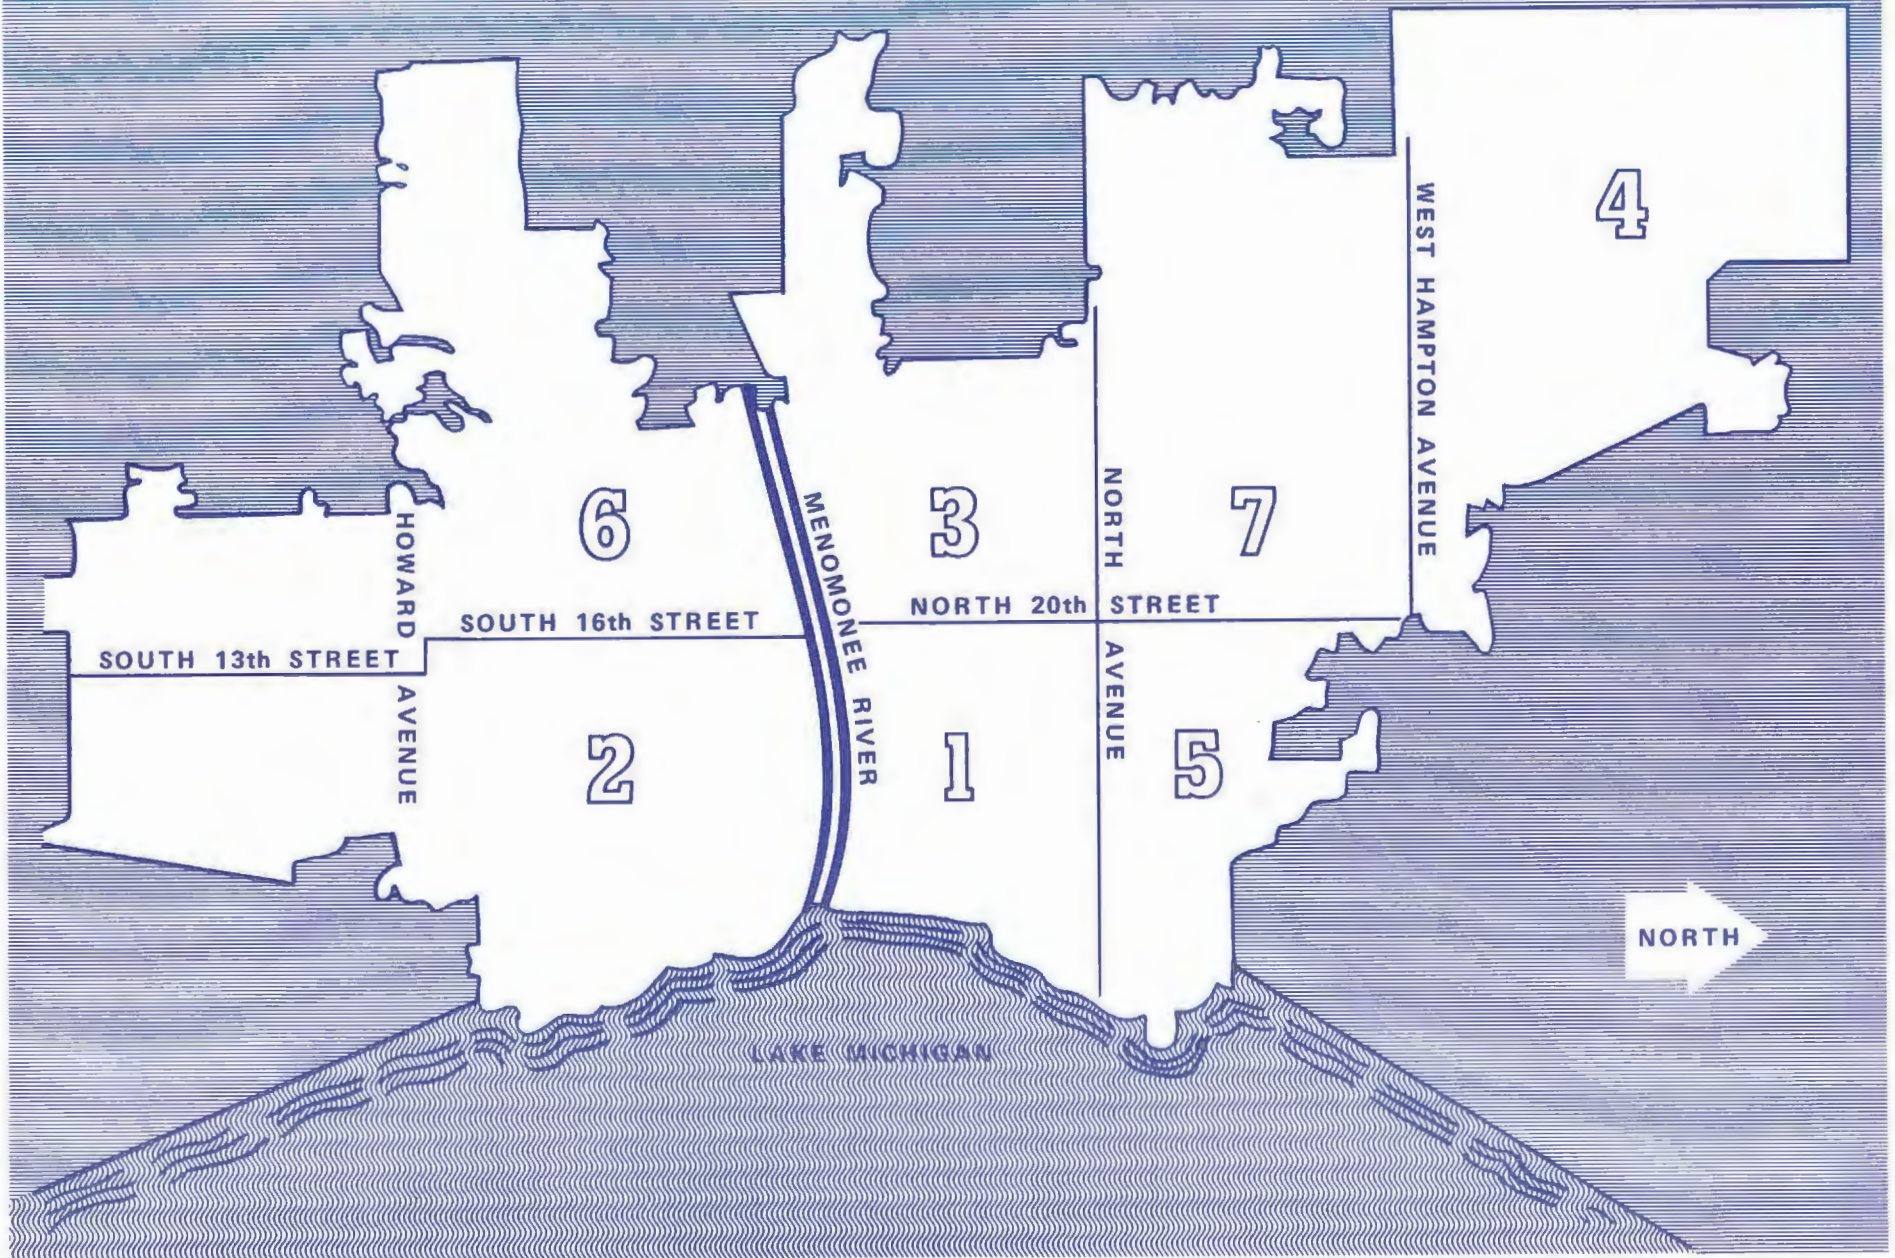 4
WEST HAMPTON AVENUE
6
3
7
MENOMONEE RIVER
NORTH AVENUE
HOWARD AVENUE
NORTH 20th STREET
SOUTH 16th STREET
SOUTH 13th STREET
2
1
5
NORTH
LAKE MICHIGAN